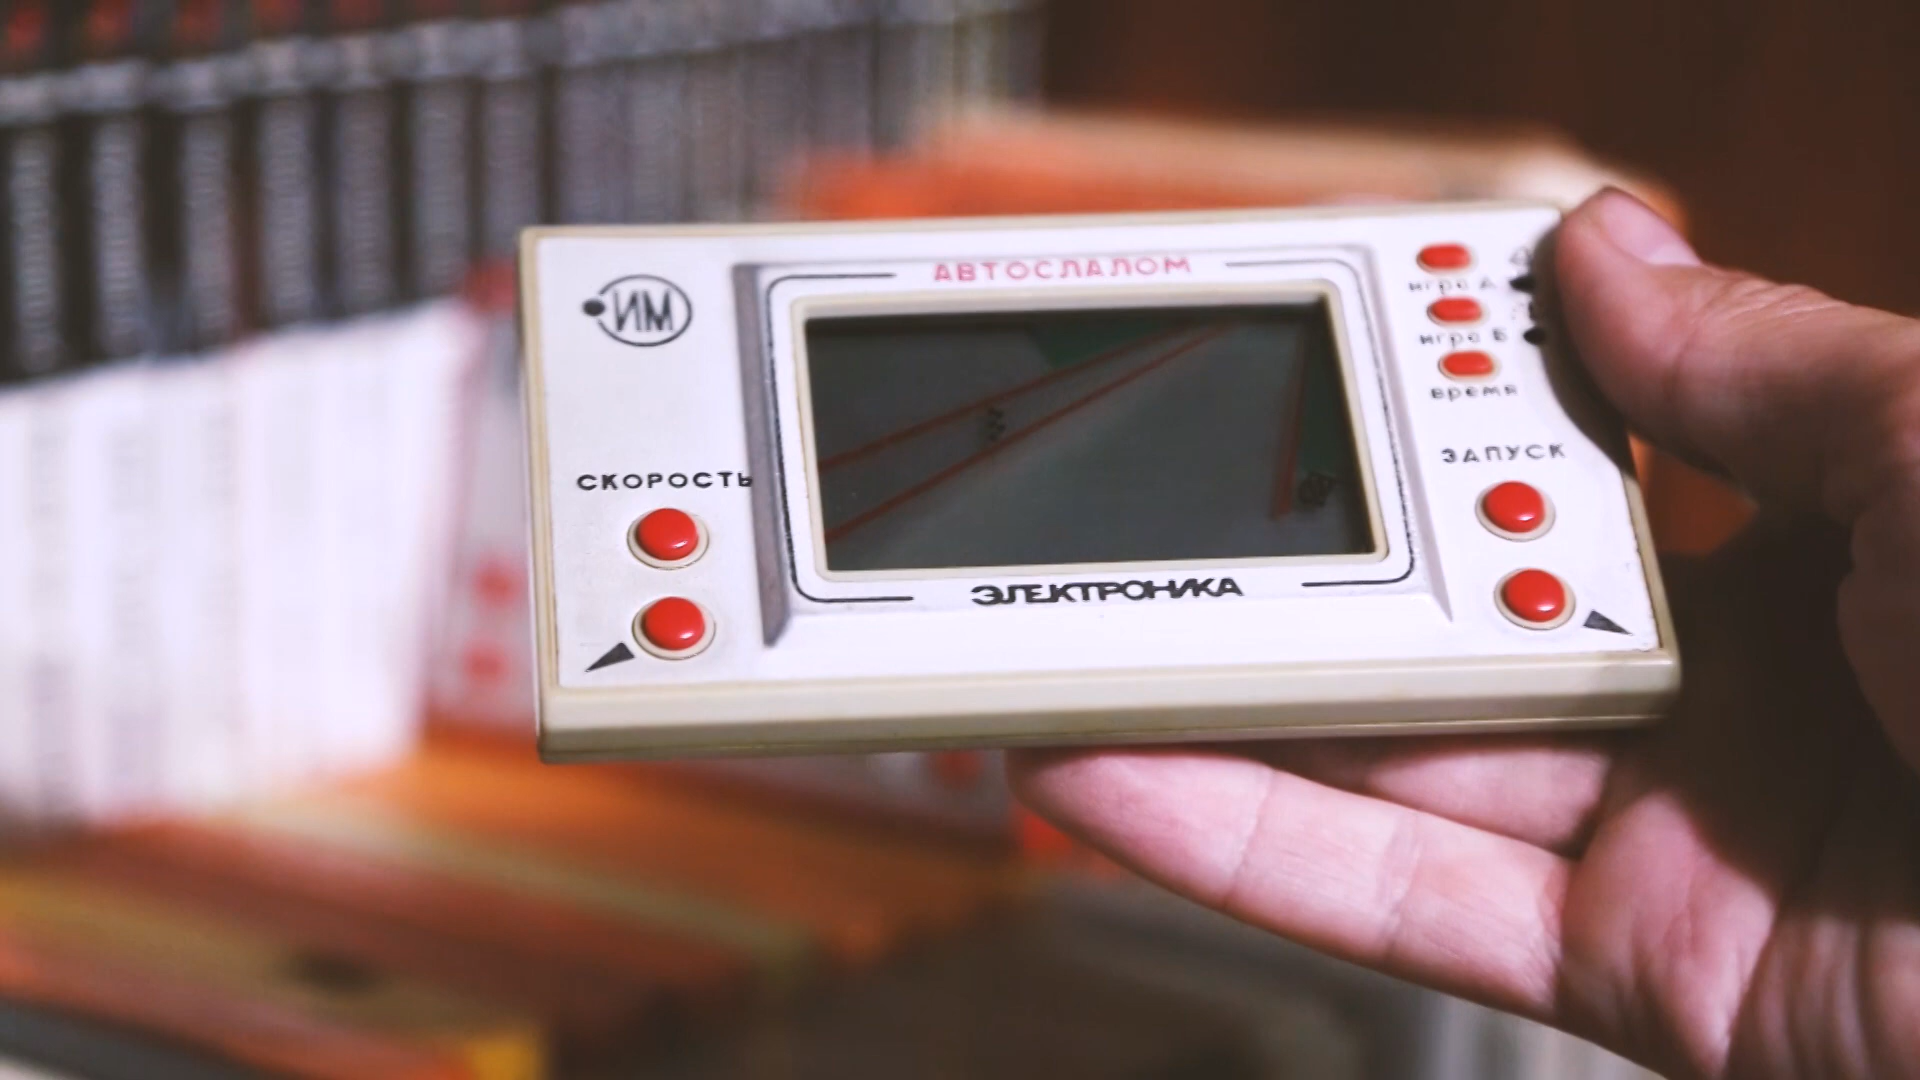 АВТОСЛАЛОМ
ИМ
игра А
игра Б
время
СКОРОСТЬ
ЗАПУСК
ЭЛЕКТРОНИКА